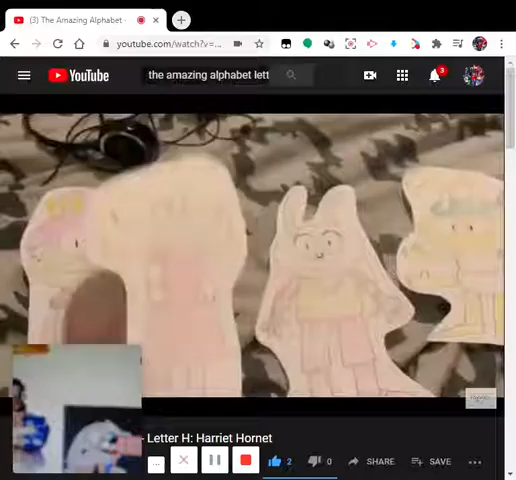 (3) The Amazing Alphabet -
youtube.com/watch?v=...
YouTube
the amazing alphabet lett
3
Letter H: Harriet Hornet
2
0
SHARE
SAVE